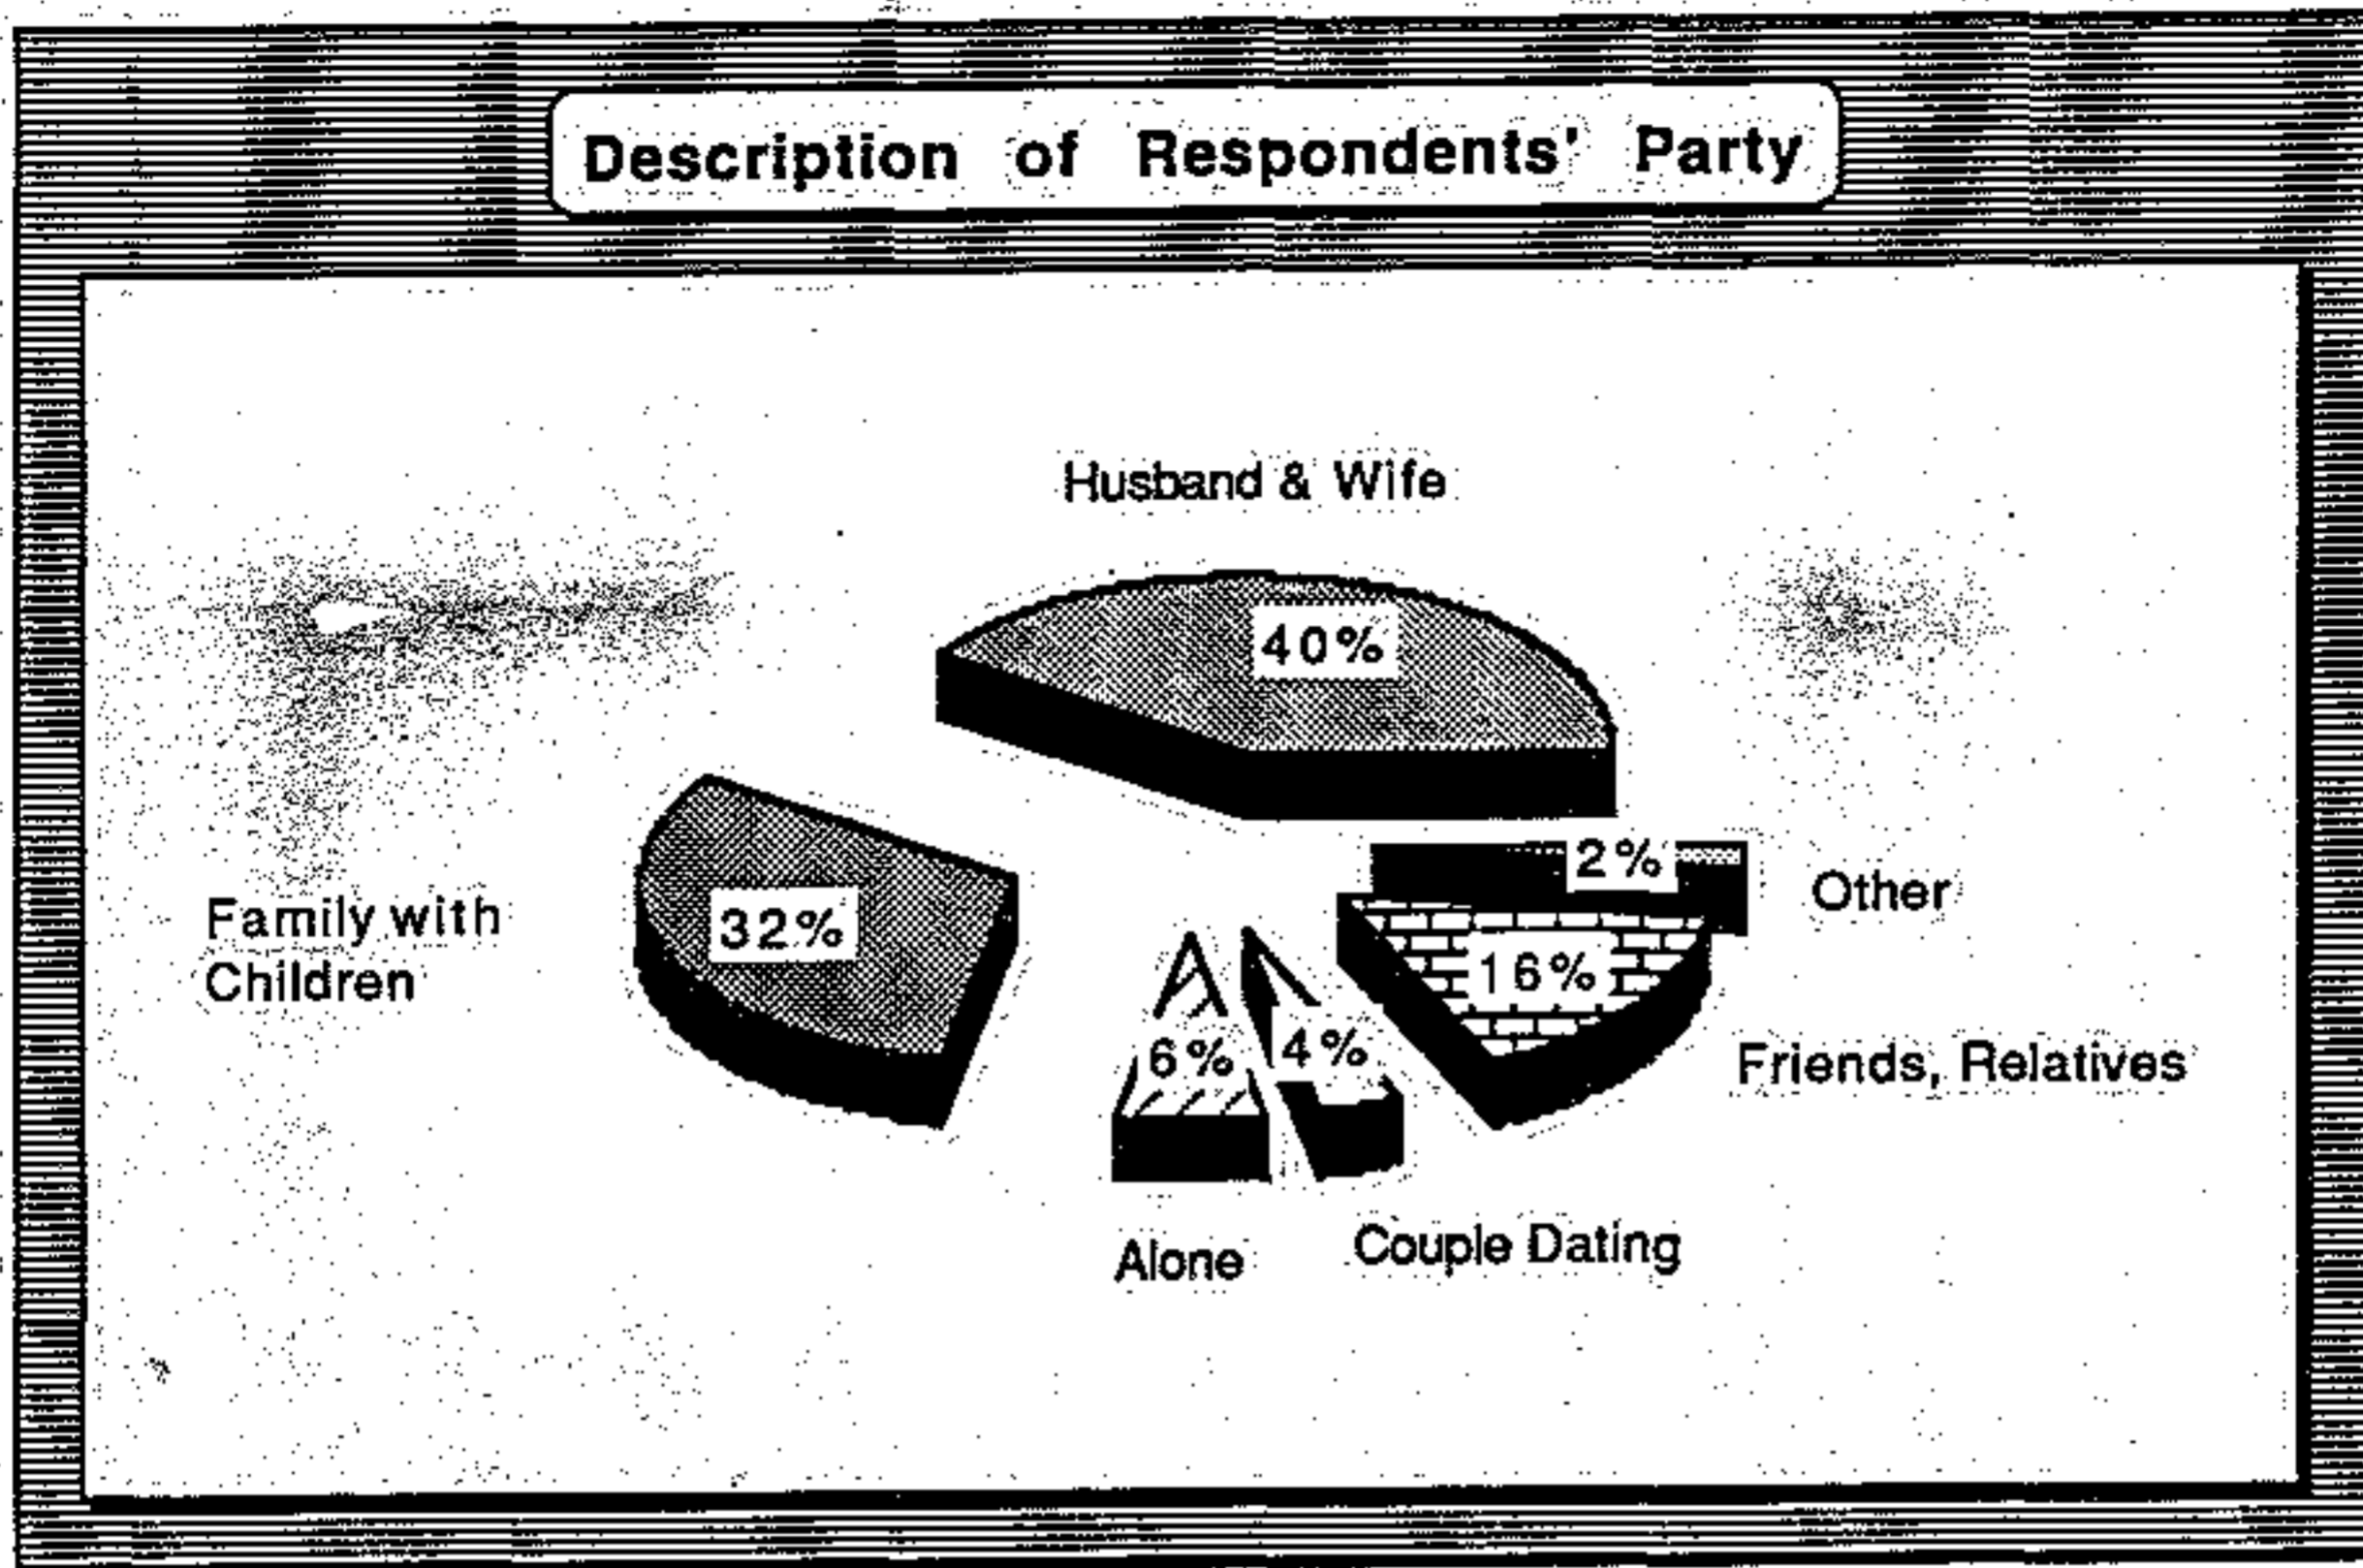 Description of Respondents' Party
Husband & Wife
40%
2%
Other
32%
Family with
Children
16%
6%
4%
Friends, Relatives
Alone
Couple Dating